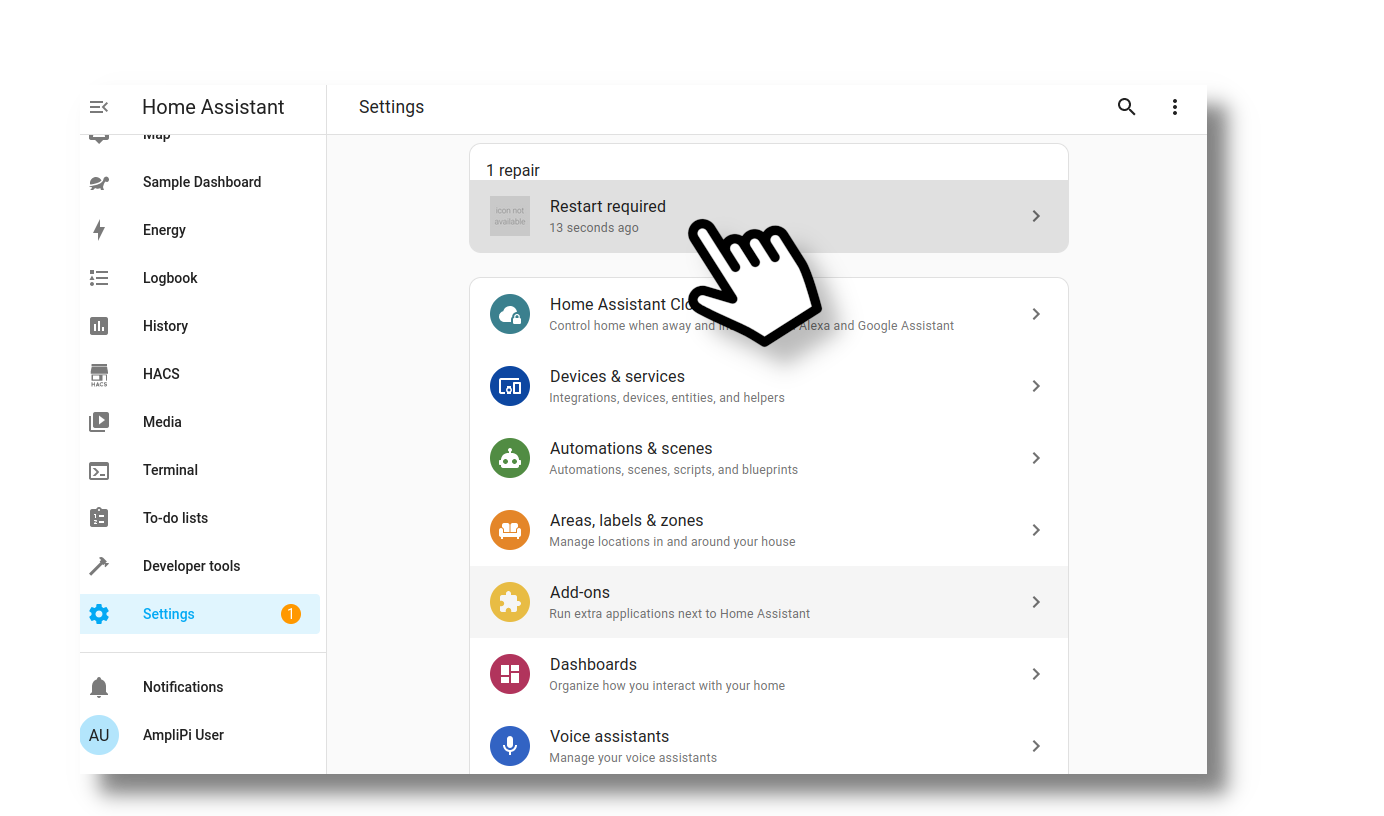 Home Assistant
Map
Sample Dashboard
Energy
Logbook
History
HACS
HACS
Media
Terminal
To-do lists
Developer tools
Settings
1
Notifications
AU
AmpliPi User
Settings
1 repair
icon not
available
Restart required
13 seconds ago
Home Assistant
Control home when away and Alexa and Google Assistant
Devices & services
Integrations, devices, entities, and helpers
Automations & scenes
Automations, scenes, scripts, and blueprints
Areas, labels & zones
Manage locations in and around your house
Add-ons
Run extra applications next to Home Assistant
Dashboards
Organize how you interact with your home
Voice assistants
Manage your voice assistants